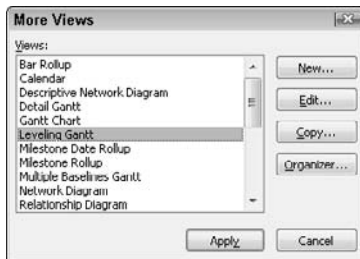 More Views
Views:
Bar Rollup
Calendar
Descriptive Network Diagram
Detail Gantt
Gantt Chart
Leveling Gantt
Milestone Date Rollup
Milestone Rollup
Multiple Baselines Gantt
Network Diagram
Relationship Diagram
New...
Edit...
Copy...
Organizer...
Apply
Cancel